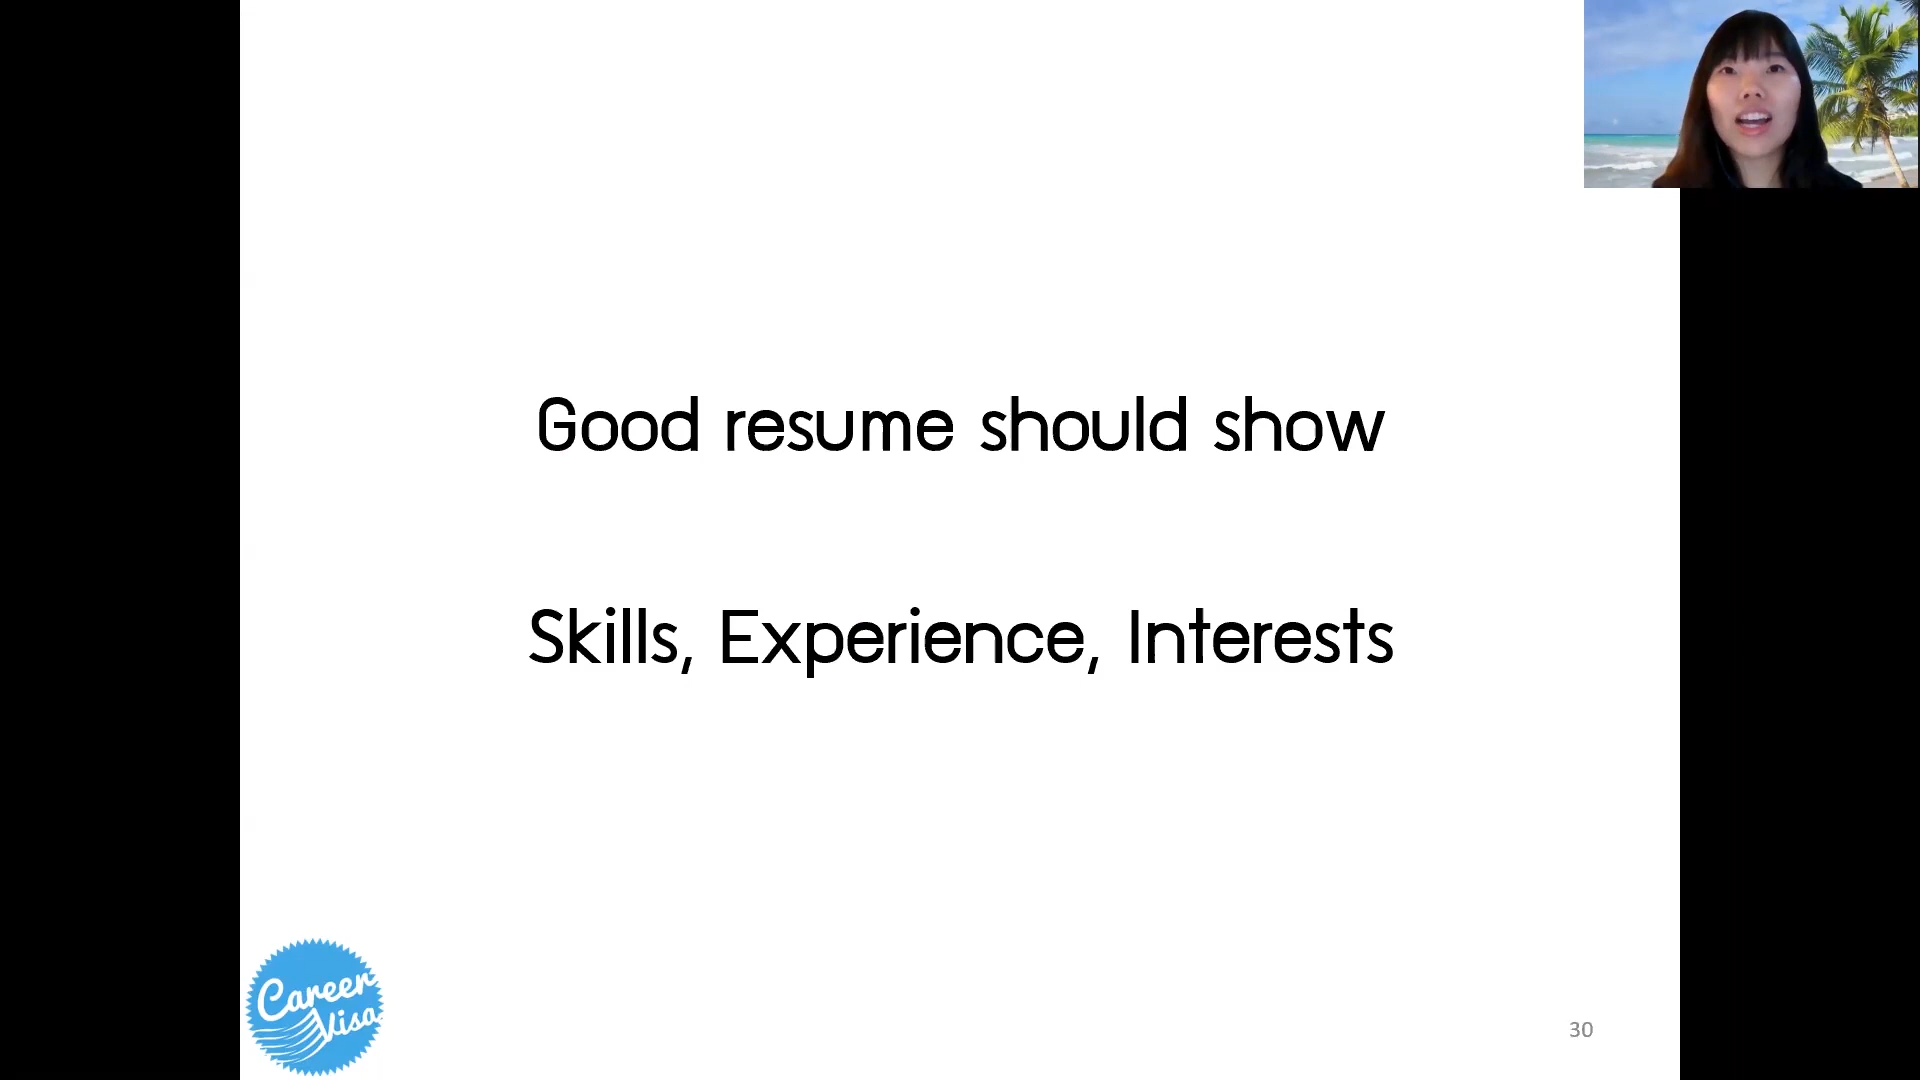 Good resume should show
Skills, Experience, Interests
Career
Visa
30